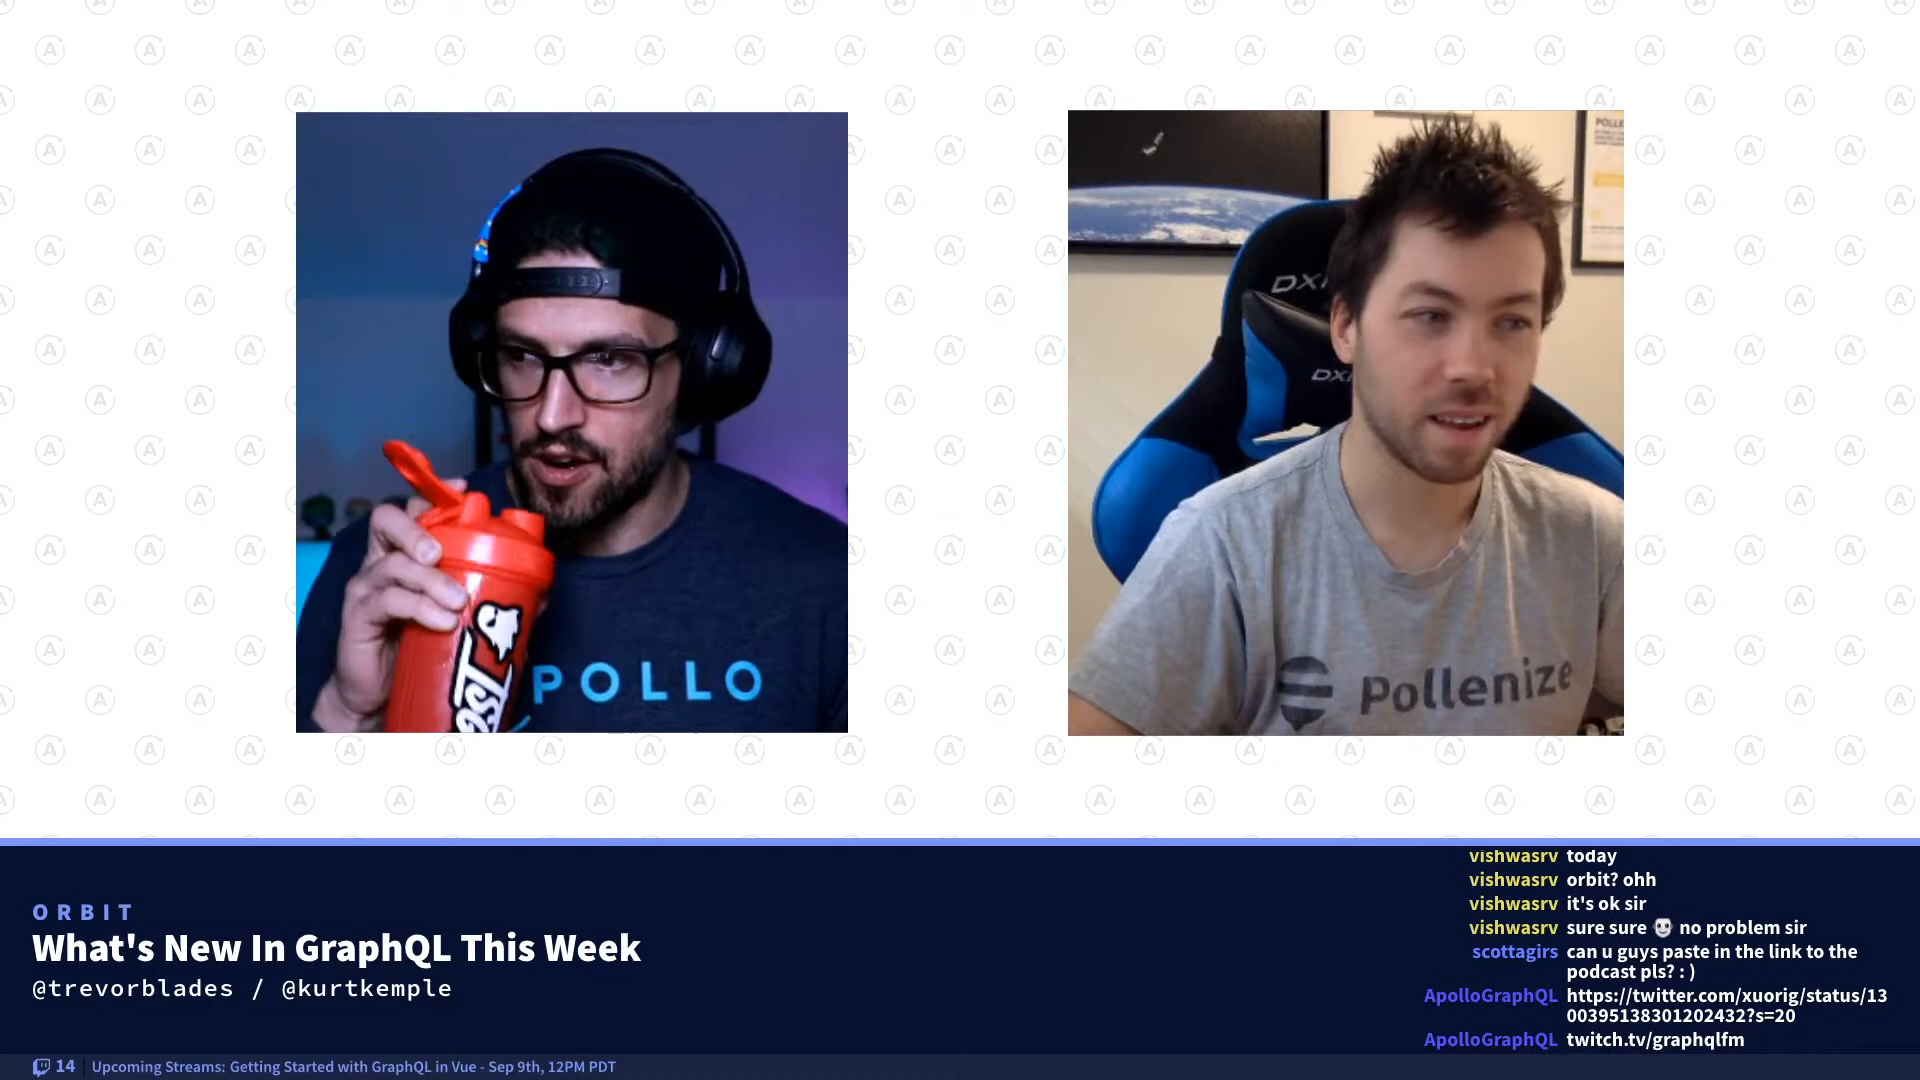 POLLE
DX
DX
POLLO
Pollenize
ORBIT
What's New In GraphQL This Week
@trevorblades / @kurtkemple
vishwasrv today
vishwasrv orbit? ohh
vishwasrv it's ok sir
vishwasrv sure sure no problem sir
scottagirs can u guys paste in the link to the
podcast pls? : )
ApolloGraphQL https://twitter.com/xuorig/status/13
00395138301202432?s=20
ApolloGraphQL twitch.tv/graphqlfm
14 Upcoming Streams: Getting Started with GraphQL in Vue - Sep 9th, 12PM PDT